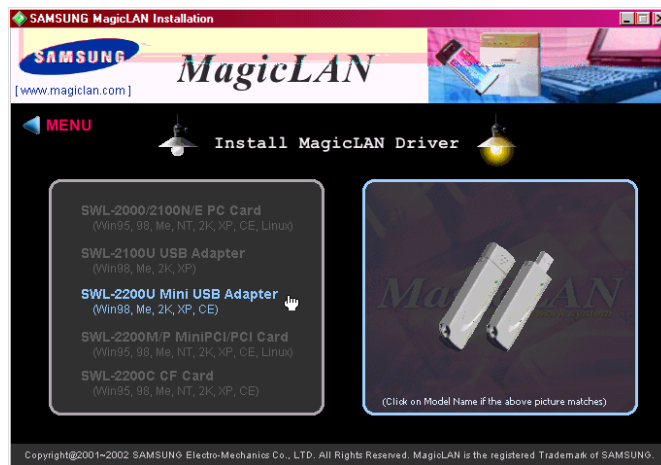 SAMSUNG MagicLAN Installation
SAMSUNG
MagicLAN
[ www.magiclan.com ]
MENU
Install MagicLAN Driver
SWL-2000/2100N/E PC Card
(Win95, 98, Me, NT, 2K, XP, CE, Linux)
SWL-2100U USB Adapter
(Win98, Me, 2K, XP)
SWL-2200U Mini USB Adapter
(Win98, Me, 2K, XP, CE)
SWL-2200M/P MiniPCI/PCI Card
(Win95, 98, Me, NT, 2K, XP, CE, Linux)
SWL-2200C CF Card
(Win95, 98, Me, NT, 2K, XP, CE)
(Click on Model Name if the above picture matches)
Copyright@2001~2002 SAMSUNG Electro-Mechanics Co., LTD. All Rights Reserved. MagicLAN is the registered Trademark of SAMSUNG.